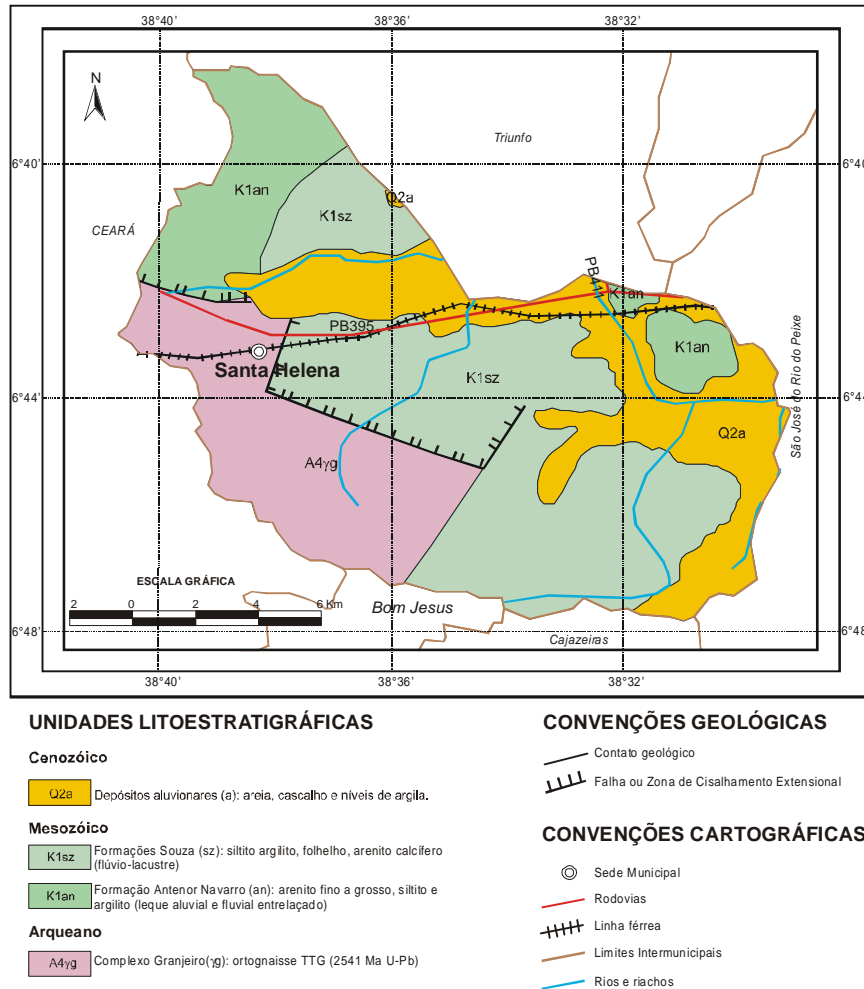 38°40'
38°36'
38°32'
N
Triunfo
6°40'
6°40'
K1an
Q2a
K1sz
CEARÁ
PB411
K1an
PB395
K1an
Santa Helena
K1sz
São José do Rio do Peixe
6°44'
6°44'
Q2a
A4γg
ESCALA GRÁFICA
2 0 2 4 6 Km
Bom Jesus
6°48'
6°48'
Cajazeiras
38°40'
38°36'
38°32'
UNIDADES LITOESTRATIGRÁFICAS
Cenozóico
Q2a Depósitos aluvionares (a): areia, cascalho e níveis de argila.
Mesozóico
K1sz Formações Souza (sz): siltito argilito, folhelho, arenito calcífero
(flúvio-lacustre)
K1an Formação Antenor Navarro (an): arenito fino a grosso, siltito e
argilito (leque aluvial e fluvial entrelaçado)
Arqueano
A4γg Complexo Granjeiro(γg): ortognaisse TTG (2541 Ma U-Pb)
CONVENÇÕES GEOLÓGICAS
Contato geológico
Falha ou Zona de Cisalhamento Extensional
CONVENÇÕES CARTOGRÁFICAS
Sede Municipal
Rodovias
Linha férrea
Limites Intermunicipais
Rios e riachos